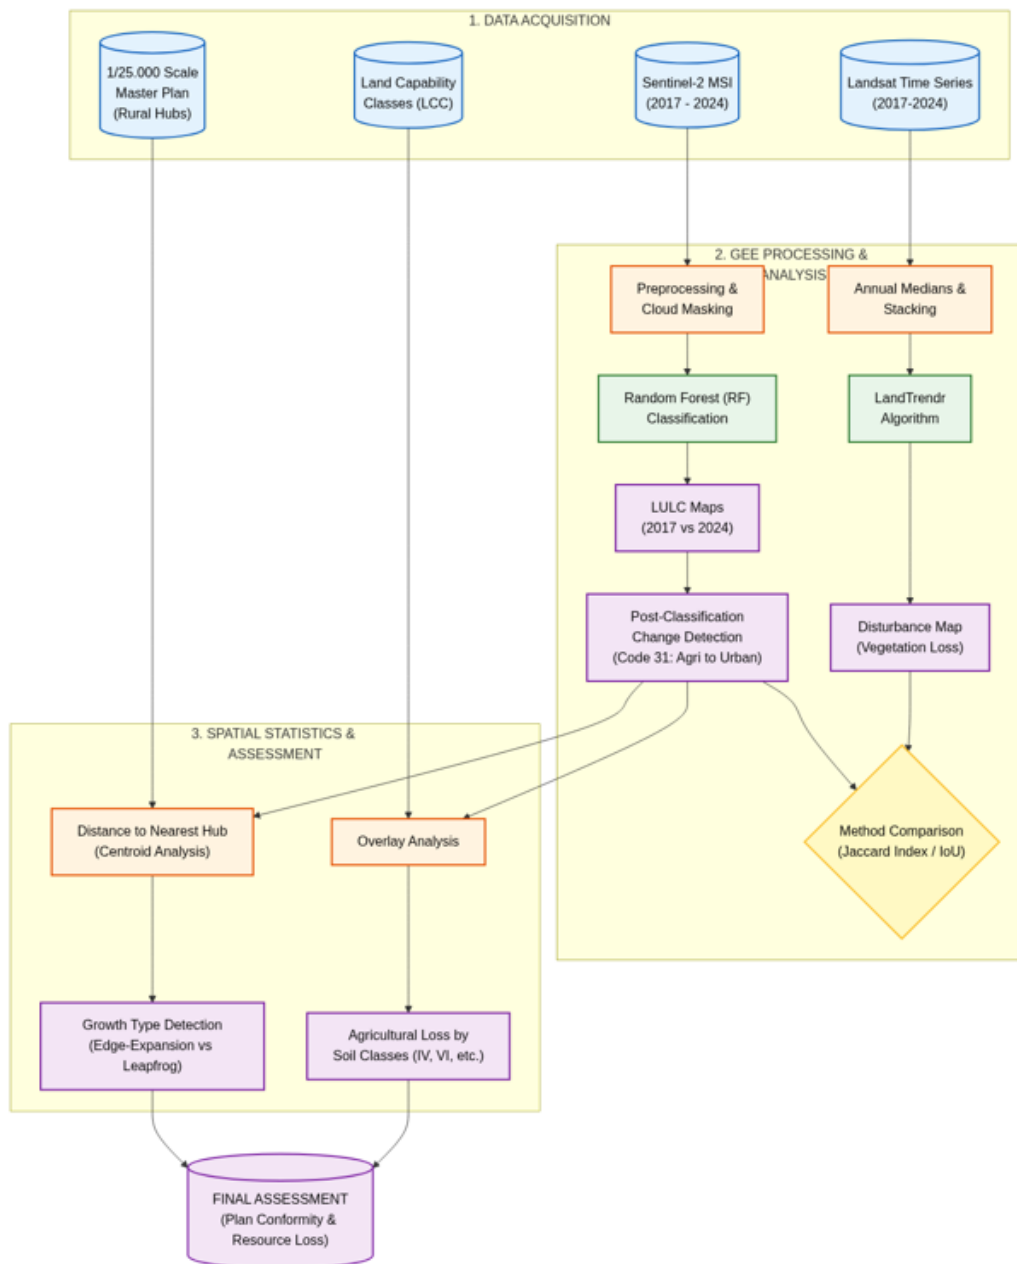 1. DATA ACQUISITION
1/25.000 Scale
Master Plan
(Rural Hubs)
Land Capability
Classes (LCC)
Sentinel-2 MSI
(2017 - 2024)
Landsat Time Series
(2017-2024)
2. GEE PROCESSING &
ANALYSIS
Preprocessing &
Cloud Masking
Annual Medians &
Stacking
Random Forest (RF)
Classification
LandTrendr
Algorithm
LULC Maps
(2017 vs 2024)
Post-Classification
Change Detection
(Code 31: Agri to Urban)
Disturbance Map
(Vegetation Loss)
Method Comparison
(Jaccard Index / IoU)
3. SPATIAL STATISTICS &
ASSESSMENT
Distance to Nearest Hub
(Centroid Analysis)
Overlay Analysis
Growth Type Detection
(Edge-Expansion vs
Leapfrog)
Agricultural Loss by
Soil Classes (IV, VI, etc.)
FINAL ASSESSMENT
(Plan Conformity &
Resource Loss)